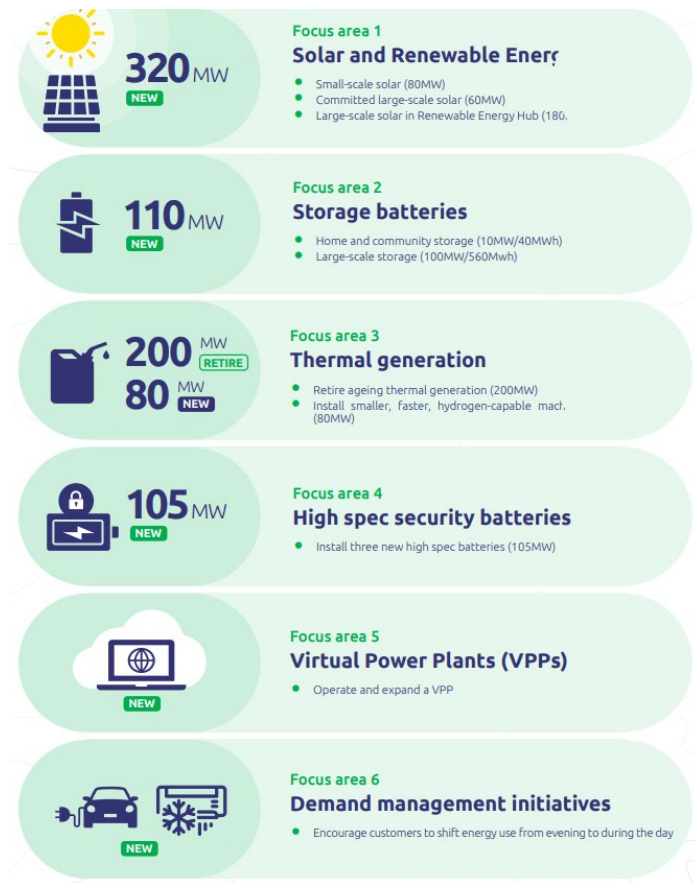 320 MW
NEW
Focus area 1
Solar and Renewable
Small-scale solar (80MW)
Committed large-scale solar (60MW)
Large-scale solar in Renewable Energy Hub (180
110 MW
NEW
Focus area 2
Storage batteries
Home and community storage (10MW/40MWh)
Large-scale storage (100MW/560Mwh)
200 MW
RETIRE
80 MW
NEW
Focus area 3
Thermal generation
Retire ageing thermal generation (200MW)
Install smaller, faster, hydrogen-capable
(80MW)
105 MW
NEW
Focus area 4
High spec security batteries
Install three new high spec batteries (105MW)
NEW
Focus area 5
Virtual Power Plants (VPPs)
Operate and expand a VPP
NEW
Focus area 6
Demand management initiatives
Encourage customers to shift energy use from evening to during the day